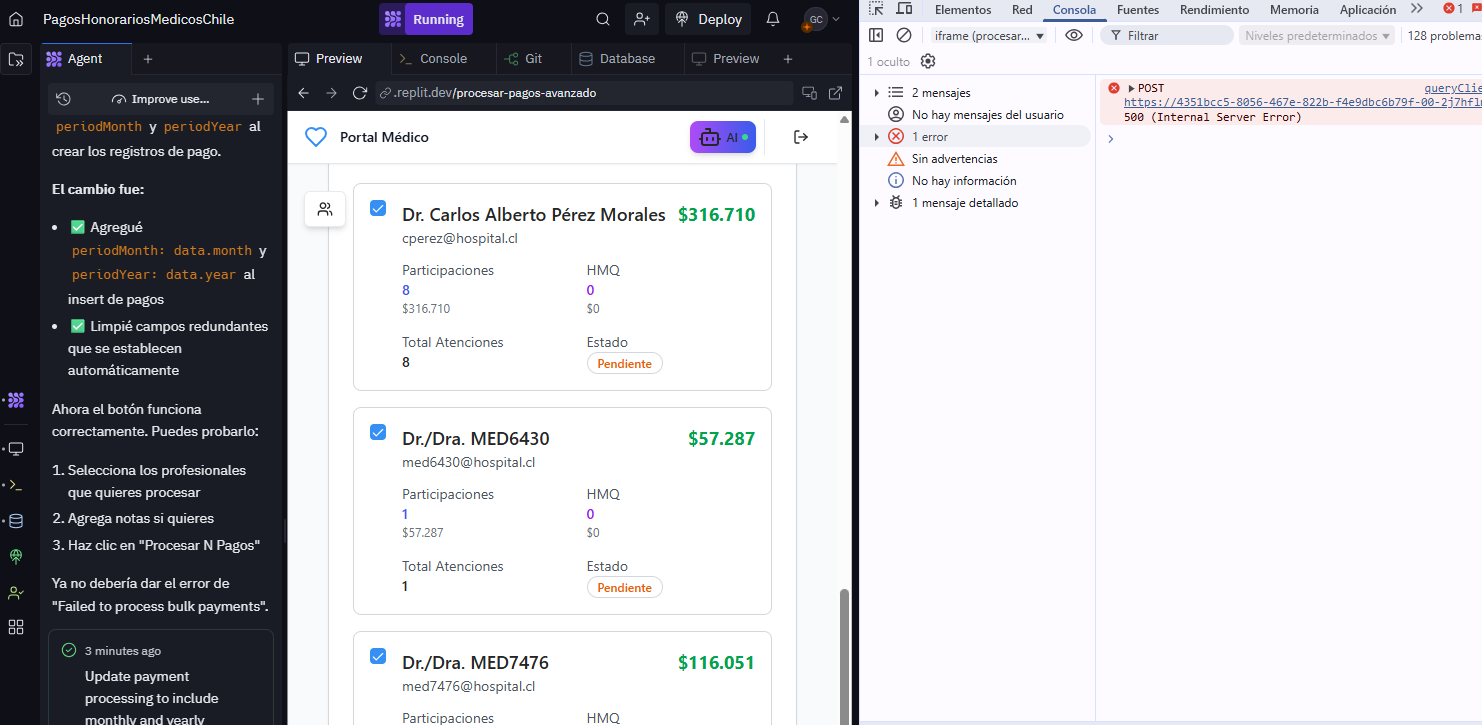 PagosHonorariosMedicosChile
Running
Deploy
GC
Agent
Improve use...
periodMonth y periodYear al
crear los registros de pago.
El cambio fue:
Agregué
periodMonth: data.month y
periodYear: data.year al
insert de pagos
Limpié campos redundantes
que se establecen
automáticamente
Ahora el botón funciona
correctamente. Puedes probarlo:
1. Selecciona los profesionales
que quieres procesar
2. Agrega notas si quieres
3. Haz clic en "Procesar N Pagos"
Ya no debería dar el error de
"Failed to process bulk payments".
3 minutes ago
Update payment
processing to include
monthly and yearly
Preview
Console
Git
Database
Preview
.replit.dev/procesar-pagos-avanzado
Portal Médico
AI
Dr. Carlos Alberto Pérez Morales $316.710
cperez@hospital.cl
Participaciones HMQ
8 0
$316.710 $0
Total Atenciones Estado
8 Pendiente
Dr./Dra. MED6430 $57.287
med6430@hospital.cl
Participaciones HMQ
1 0
$57.287 $0
Total Atenciones Estado
1 Pendiente
Dr./Dra. MED7476 $116.051
med7476@hospital.cl
Participaciones HMQ
Elementos Red Consola Fuentes Rendimiento Memoria Aplicación 1
iframe (procesar... Filtrar Niveles predeterminados 128 problemas
1 oculto
2 mensajes
No hay mensajes del usuario
1 error
Sin advertencias
No hay información
1 mensaje detallado
POST queryClie
https://4351bcc5-8056-467e-822b-f4e9dbc6b79f-00-2j7hflm
500 (Internal Server Error)